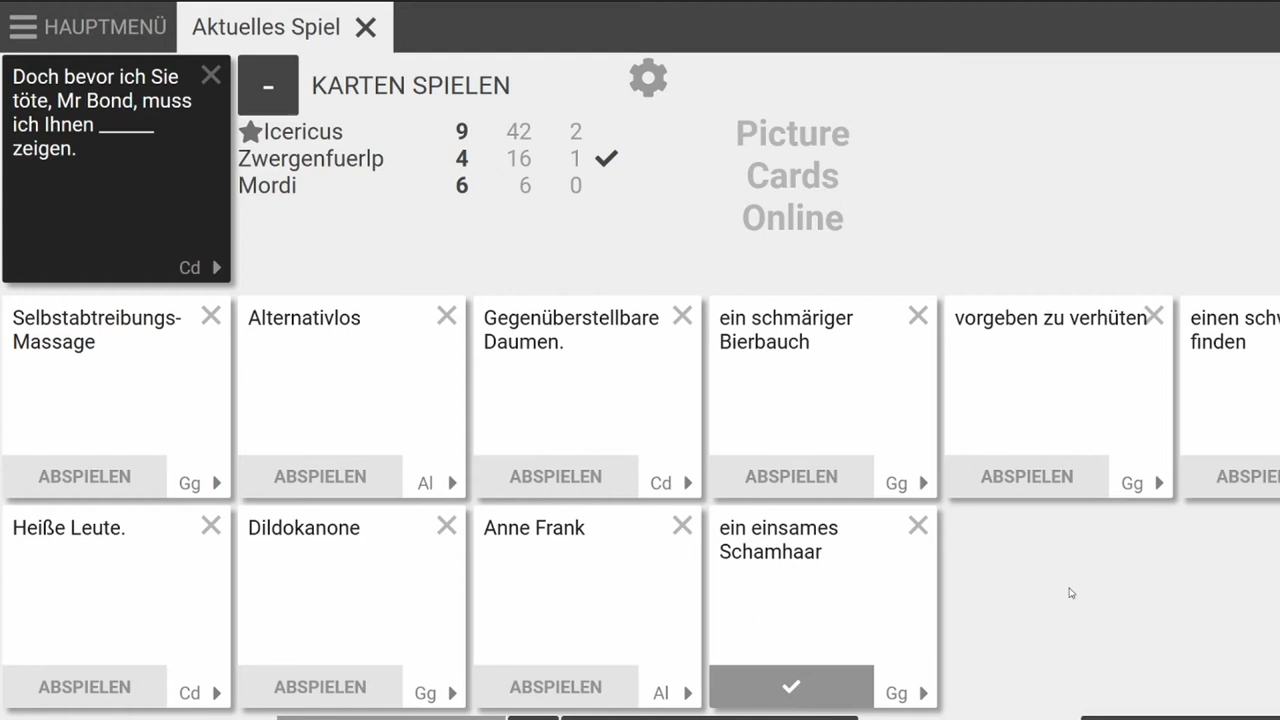 HAUPTMENÜ
Aktuelles Spiel
Doch bevor ich Sie
töte, Mr Bond, muss
ich Ihnen _____
zeigen.
Cd
-
KARTEN SPIELEN
Icericus 9 42 2
Zwergenfuerlp 4 16 1
Mordi 6 6 0
Picture
Cards
Online
Selbstabtreibungs-
Massage
ABSPIELEN
Gg
Alternativlos
ABSPIELEN
Al
Gegenüberstellbare
Daumen.
ABSPIELEN
Cd
ein schmäriger
Bierbauch
ABSPIELEN
Gg
vorgeben zu verhüten
ABSPIELEN
Gg
einen
finden
Heiße Leute.
ABSPIELEN
Cd
Dildokanone
ABSPIELEN
Gg
Anne Frank
ABSPIELEN
Al
ein einsames
Schamhaar
Gg